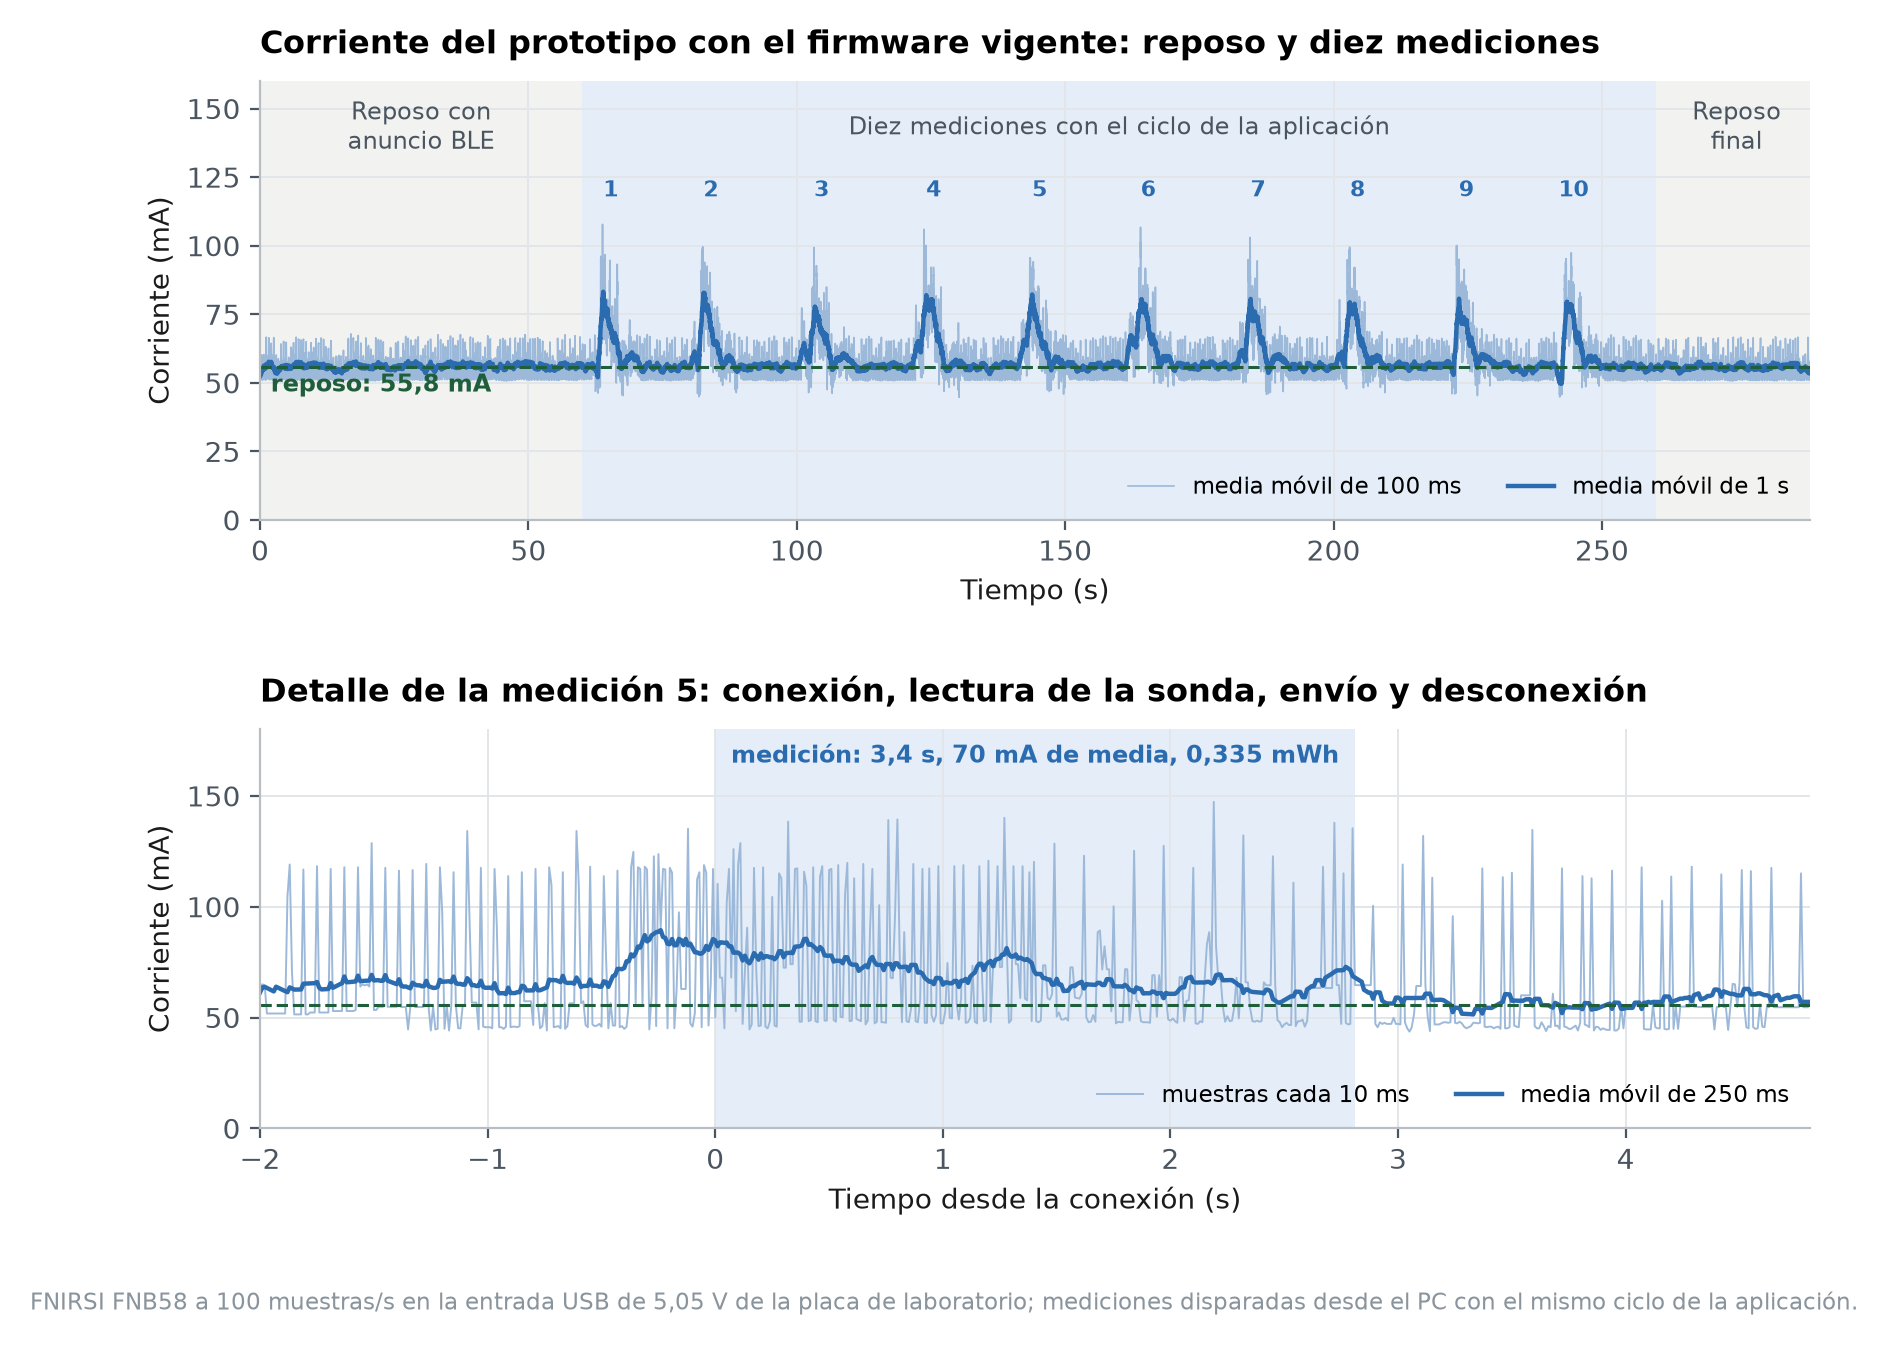 Corriente del prototipo con el firmware vigente: reposo y diez mediciones
Corriente (mA)
150
125
100
75
50
25
0
Reposo con
anuncio BLE
Diez mediciones con el ciclo de la aplicación
Reposo
final
1 2 3 4 5 6 7 8 9 10
reposo: 55,8 mA
media móvil de 100 ms media móvil de 1 s
0 50 100 150 200 250
Tiempo (s)
Detalle de la medición 5: conexión, lectura de la sonda, envío y desconexión
medición: 3,4 s, 70 mA de media, 0,335 mWh
Corriente (mA)
150
100
50
0
muestras cada 10 ms media móvil de 250 ms
−2 −1 0 1 2 3 4
Tiempo desde la conexión (s)
FNIRSI FNB58 a 100 muestras/s en la entrada USB de 5,05 V de la placa de laboratorio; mediciones disparadas desde el PC con el mismo ciclo de la aplicación.